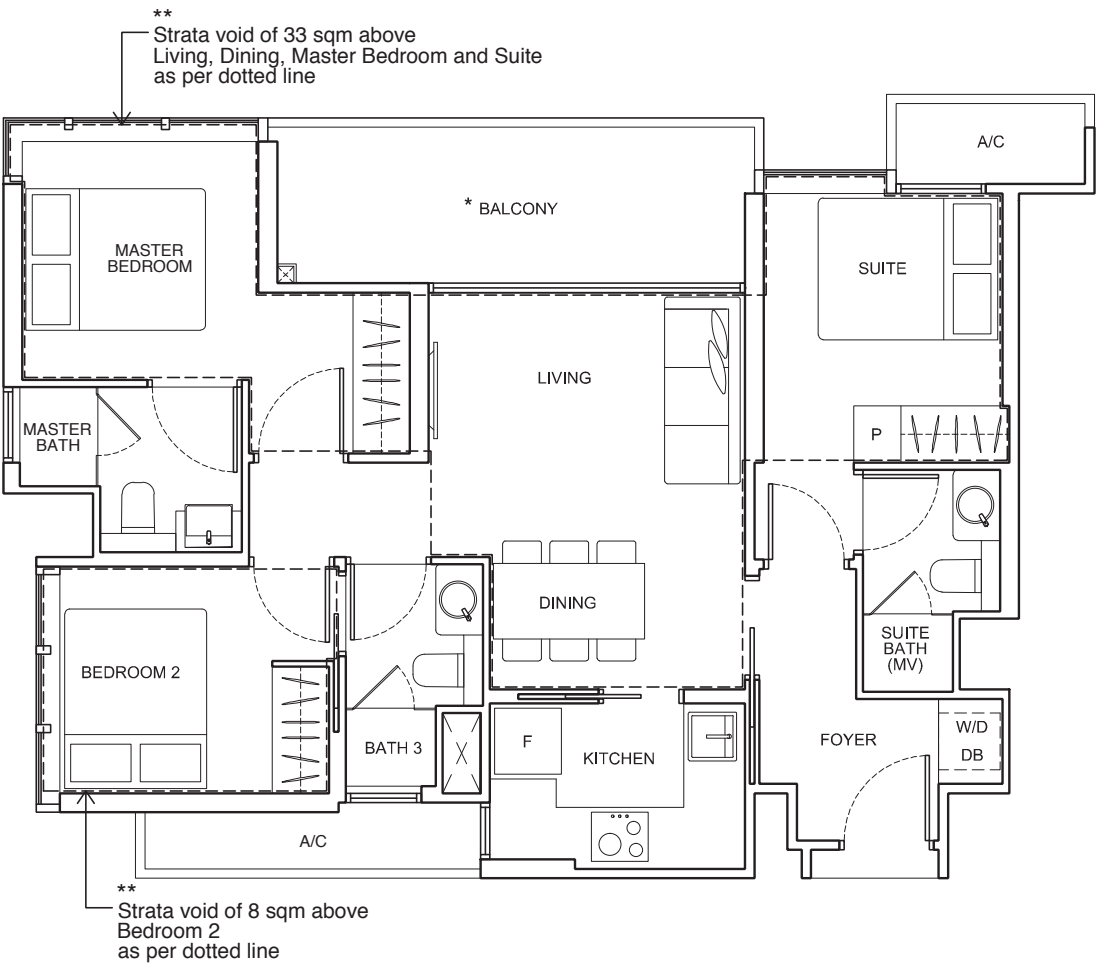 **
Strata void of 33 sqm above
Living, Dining, Master Bedroom and Suite
as per dotted line
A/C
* BALCONY
MASTER
BEDROOM
SUITE
LIVING
MASTER
BATH
P
DINING
SUITE
BATH
(MV)
BEDROOM 2
BATH 3
F
KITCHEN
FOYER
W/D
DB
A/C
**
Strata void of 8 sqm above
Bedroom 2
as per dotted line